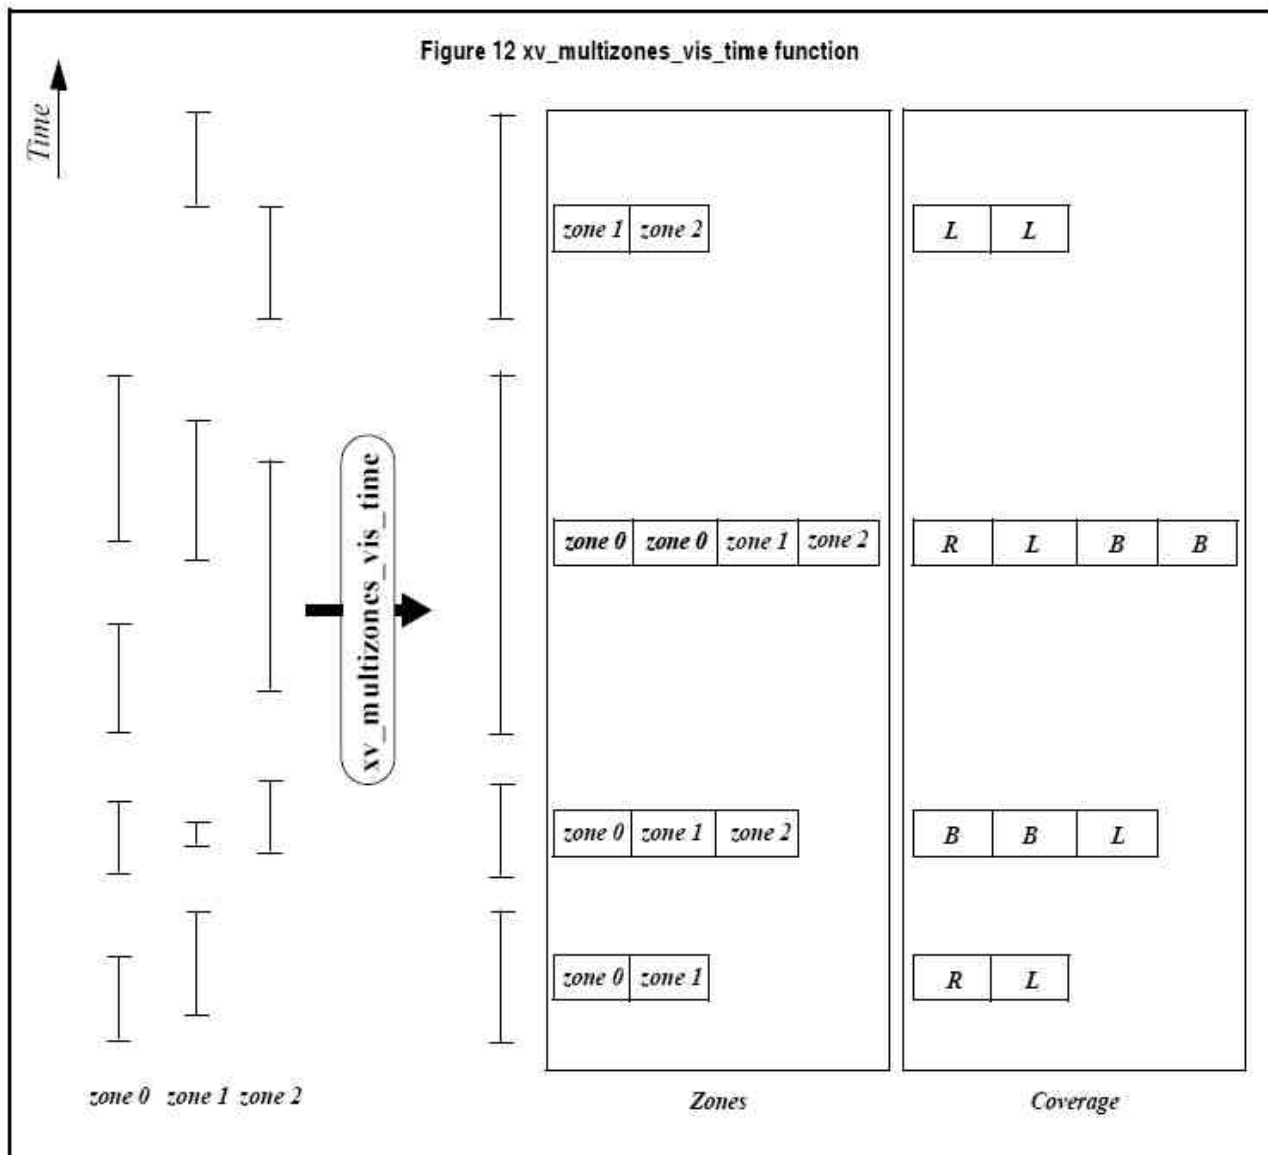 Figure 12 xv_multizones_vis_time function
Time
zone 1 zone 2
L L
xv_multizones_vis_time
zone 0 zone 0 zone 1 zone 2
R L B B
zone 0 zone 1 zone 2
B B L
zone 0 zone 1
R L
zone 0 zone 1 zone 2
Zones
Coverage